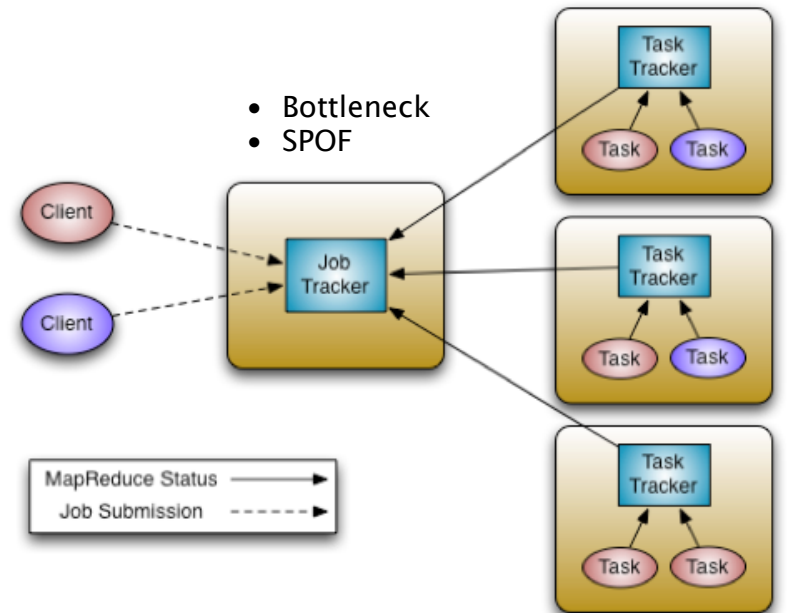 • Bottleneck
• SPOF
Client
Client
Job
Tracker
Task
Tracker
Task
Task
Task
Tracker
Task
Task
Task
Tracker
Task
Task
MapReduce Status
Job Submission